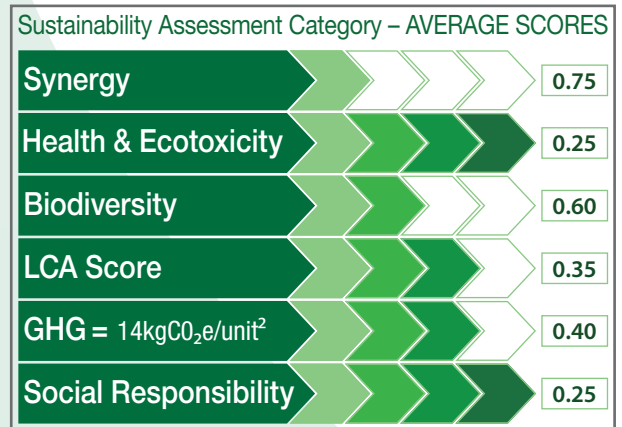 Sustainability Assessment Category – AVERAGE SCORES
Synergy 0.75
Health & Ecotoxicity 0.25
Biodiversity 0.60
LCA Score 0.35
GHG = 14kgC0₂e/unit² 0.40
Social Responsibility 0.25